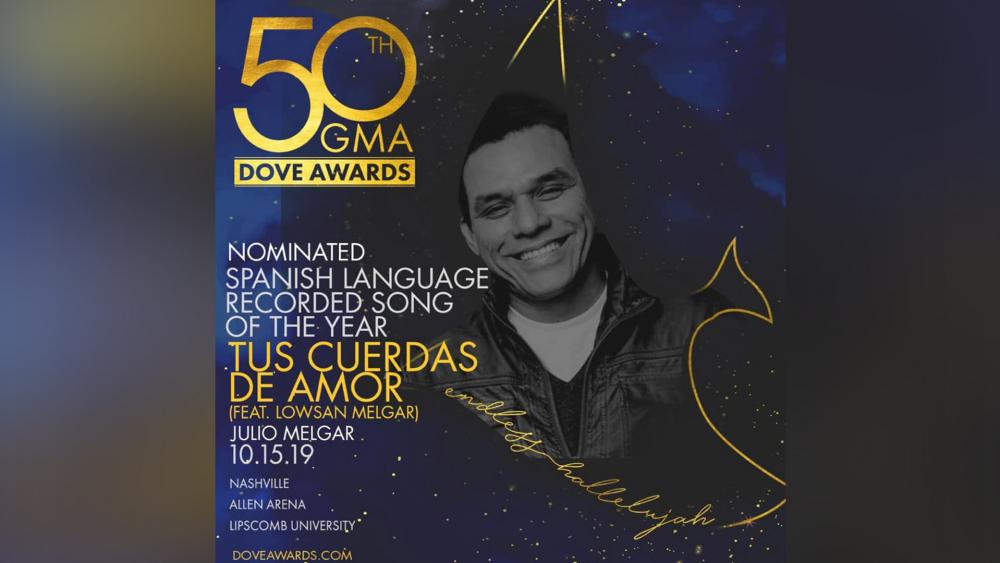 50TH
GMA
DOVE AWARDS
NOMINATED
SPANISH LANGUAGE
RECORDED SONG
OF THE YEAR
TUS CUERDAS
DE AMOR
(FEAT. LOWSAN MELGAR)
JULIO MELGAR
10.15.19
NASHVILLE
ALLEN ARENA
LIPSCOMB UNIVERSITY
DOVEAWARDS.COM
endless hallelujah